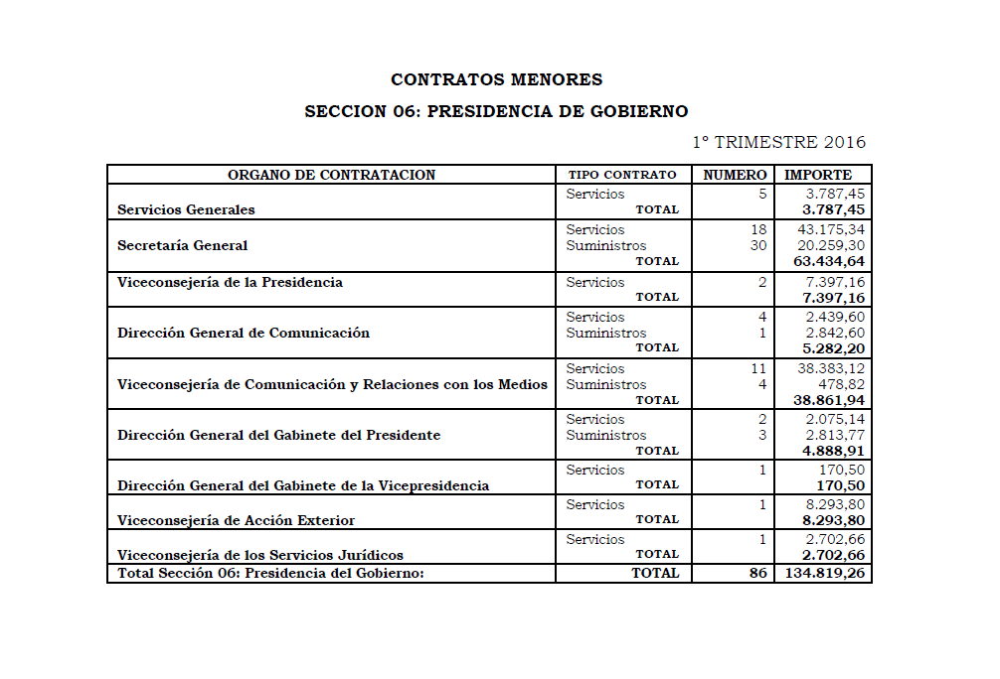 CONTRATOS MENORES
SECCION 06: PRESIDENCIA DE GOBIERNO
1º TRIMESTRE 2016
ORGANO DE CONTRATACION TIPO CONTRATO NUMERO IMPORTE
Servicios 5 3.787,45
Servicios Generales TOTAL 3.787,45
Servicios 18 43.175,34
Secretaría General Suministros 30 20.259,30
TOTAL 63.434,64
Viceconsejería de la Presidencia Servicios 2 7.397,16
TOTAL 7.397,16
Servicios 4 2.439,60
Dirección General de Comunicación Suministros 1 2.842,60
TOTAL 5.282,20
Servicios 11 38.383,12
Viceconsejería de Comunicación y Relaciones con los Medios Suministros 4 478,82
TOTAL 38.861,94
Servicios 2 2.075,14
Dirección General del Gabinete del Presidente Suministros 3 2.813,77
TOTAL 4.888,91
Servicios 1 170,50
Dirección General del Gabinete de la Vicepresidencia TOTAL 170,50
Servicios 1 8.293,80
Viceconsejería de Acción Exterior TOTAL 8.293,80
Servicios 1 2.702,66
Viceconsejería de los Servicios Jurídicos TOTAL 2.702,66
Total Sección 06: Presidencia del Gobierno: TOTAL 86 134.819,26